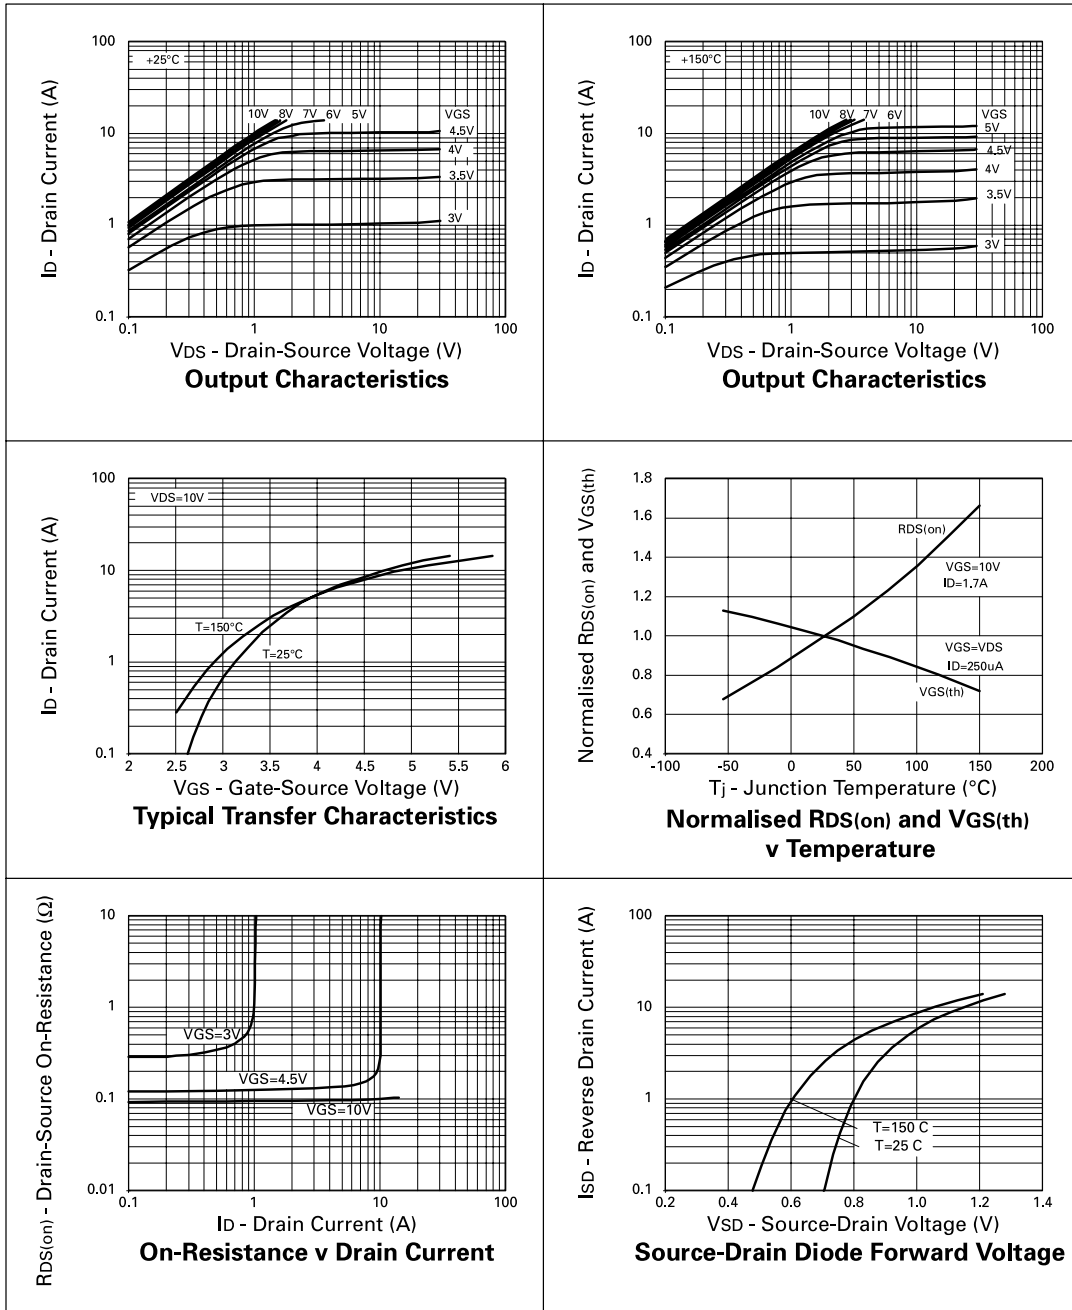 100
10
1
0.1
ID - Drain Current (A)
+25°C
10V 8V 7V 6V 5V VGS
4.5V
4V
3.5V
3V
0.1 1 10 100
VDS - Drain-Source Voltage (V)
Output Characteristics
100
10
1
0.1
ID - Drain Current (A)
+150°C
10V 8V 7V 6V VGS
5V
4.5V
4V
3.5V
3V
0.1 1 10 100
VDS - Drain-Source Voltage (V)
Output Characteristics
100
10
1
0.1
ID - Drain Current (A)
VDS=10V
T=150°C
T=25°C
2 2.5 3 3.5 4 4.5 5 5.5 6
VGS - Gate-Source Voltage (V)
Typical Transfer Characteristics
1.8
1.6
1.4
1.2
1.0
0.8
0.6
0.4
Normalised RDS(on) and VGS(th)
RDS(on)
VGS=10V
ID=1.7A
VGS=VDS
ID=250uA
VGS(th)
-100 -50 0 50 100 150 200
Tj - Junction Temperature (°C)
Normalised RDS(on) and VGS(th)
v Temperature
10
1
0.1
0.01
RDS(on) - Drain-Source On-Resistance (Ω)
VGS=3V
VGS=4.5V
VGS=10V
0.1 1 10 100
ID - Drain Current (A)
On-Resistance v Drain Current
100
10
1
0.1
ISD - Reverse Drain Current (A)
T=150 C
T=25 C
0.2 0.4 0.6 0.8 1.0 1.2 1.4
VSD - Source-Drain Voltage (V)
Source-Drain Diode Forward Voltage